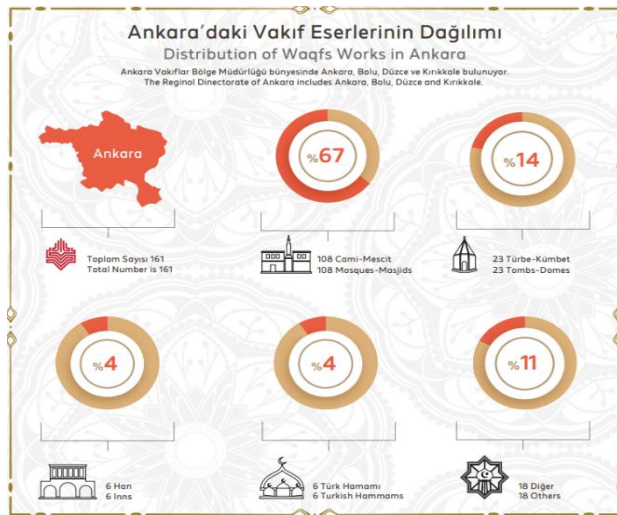 Ankara'daki Vakıf Eserlerinin Dağılımı
Distribution of Waqfs Works in Ankara
Ankara Vakıflar Bölge Müdürlüğü bünyesinde Ankara, Bolu, Düzce ve Kırıkkale bulunuyor.
The Reginol Dinectorate of Ankara includes Ankara, Bolu, Düzce and Kırıkkale.
Ankara
%67
%14
Toplam Sayısı 161
Total Number is 161
108 Cami-Mescit
108 Mosques-Masjids
23 Türbe-Kümbet
23 Tombs-Domes
%4
%4
%11
6 Han
6 Inns
6 Türk Hamamı
6 Turkish Hammams
18 Diğer
18 Others